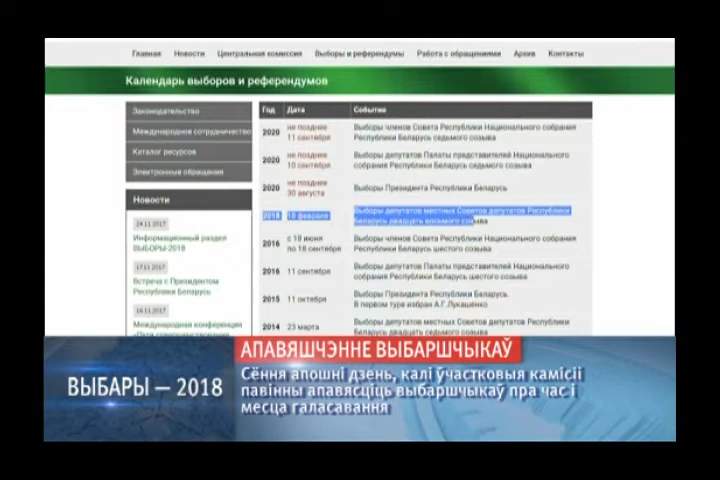 Главная Новости Центральная комиссия Выборы и референдумы Работа с обращениями Архив Контакты
Календарь выборов и референдумов
Законодательство
Международное сотрудничество
Каталог ресурсов
Электронные обращения
Новости
24.11.2017
Информационный раздел
ВЫБОРЫ-2018
17.11.2017
Встреча с Президентом
Республики Беларусь
16.11.2017
Международная конференция
Год Дата Событие
2020 не позднее 11 сентября Выборы членов Совета Республики Национального собрания
Республики Беларусь седьмого созыва
2020 не позднее 10 сентября Выборы депутатов Палаты представителей Национального
собрания Республики Беларусь седьмого созыва
2020 не позднее 30 августа Выборы Президента Республики Беларусь
2018 18 февраля Выборы депутатов местных Советов депутатов Республики
Беларусь двадцать восьмого созыва
2016 с 18 июня по 18 сентября Выборы членов Совета Республики Национального собрания
Республики Беларусь шестого созыва
2016 11 сентября Выборы депутатов Палаты представителей Национального
собрания Республики Беларусь шестого созыва
2015 11 октября Выборы Президента Республики Беларусь.
В первом туре избран А.Г.Лукашенко
2014 23 марта Выборы депутатов местных Советов депутатов Республики
Беларусь двадцать седьмого созыва
ВЫБАРЫ — 2018
АПАВЯШЧЭННЕ ВЫБАРШЧЫКАЎ
Сёння апошні дзень, калі ўчастковыя камісіі
павінны апавясціць выбаршчыкаў пра час і
месца галасавання